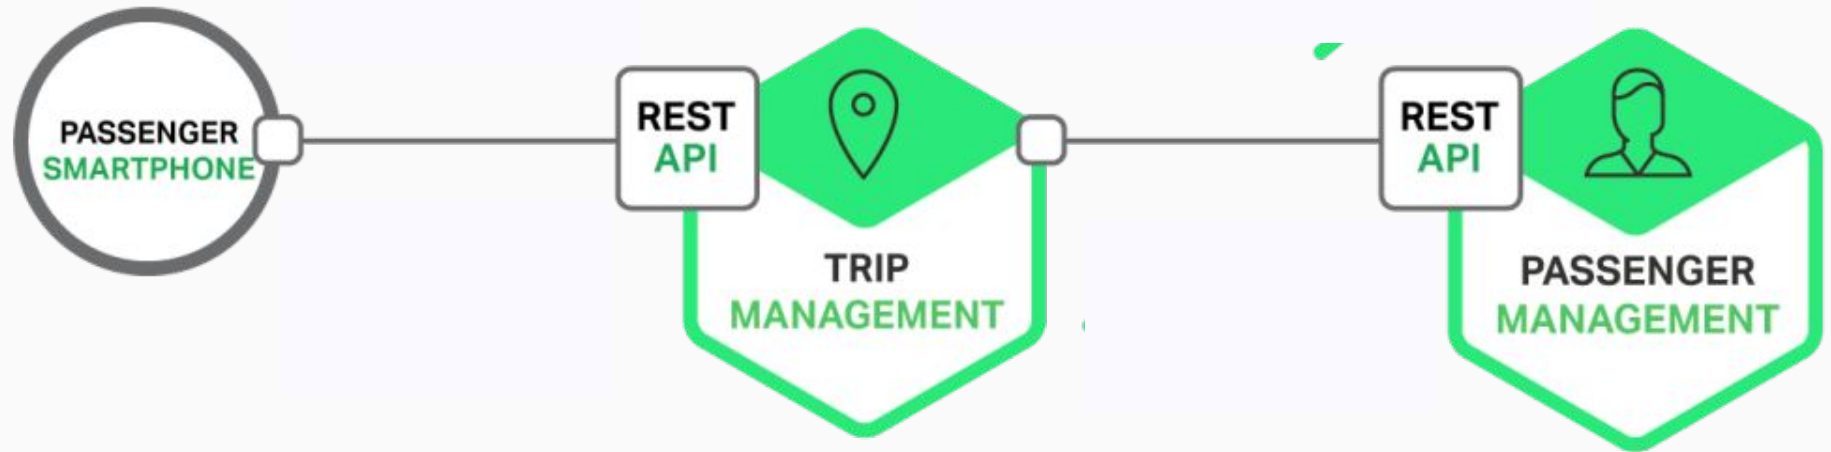 PASSENGER
SMARTPHONE
REST
API
TRIP
MANAGEMENT
REST
API
PASSENGER
MANAGEMENT